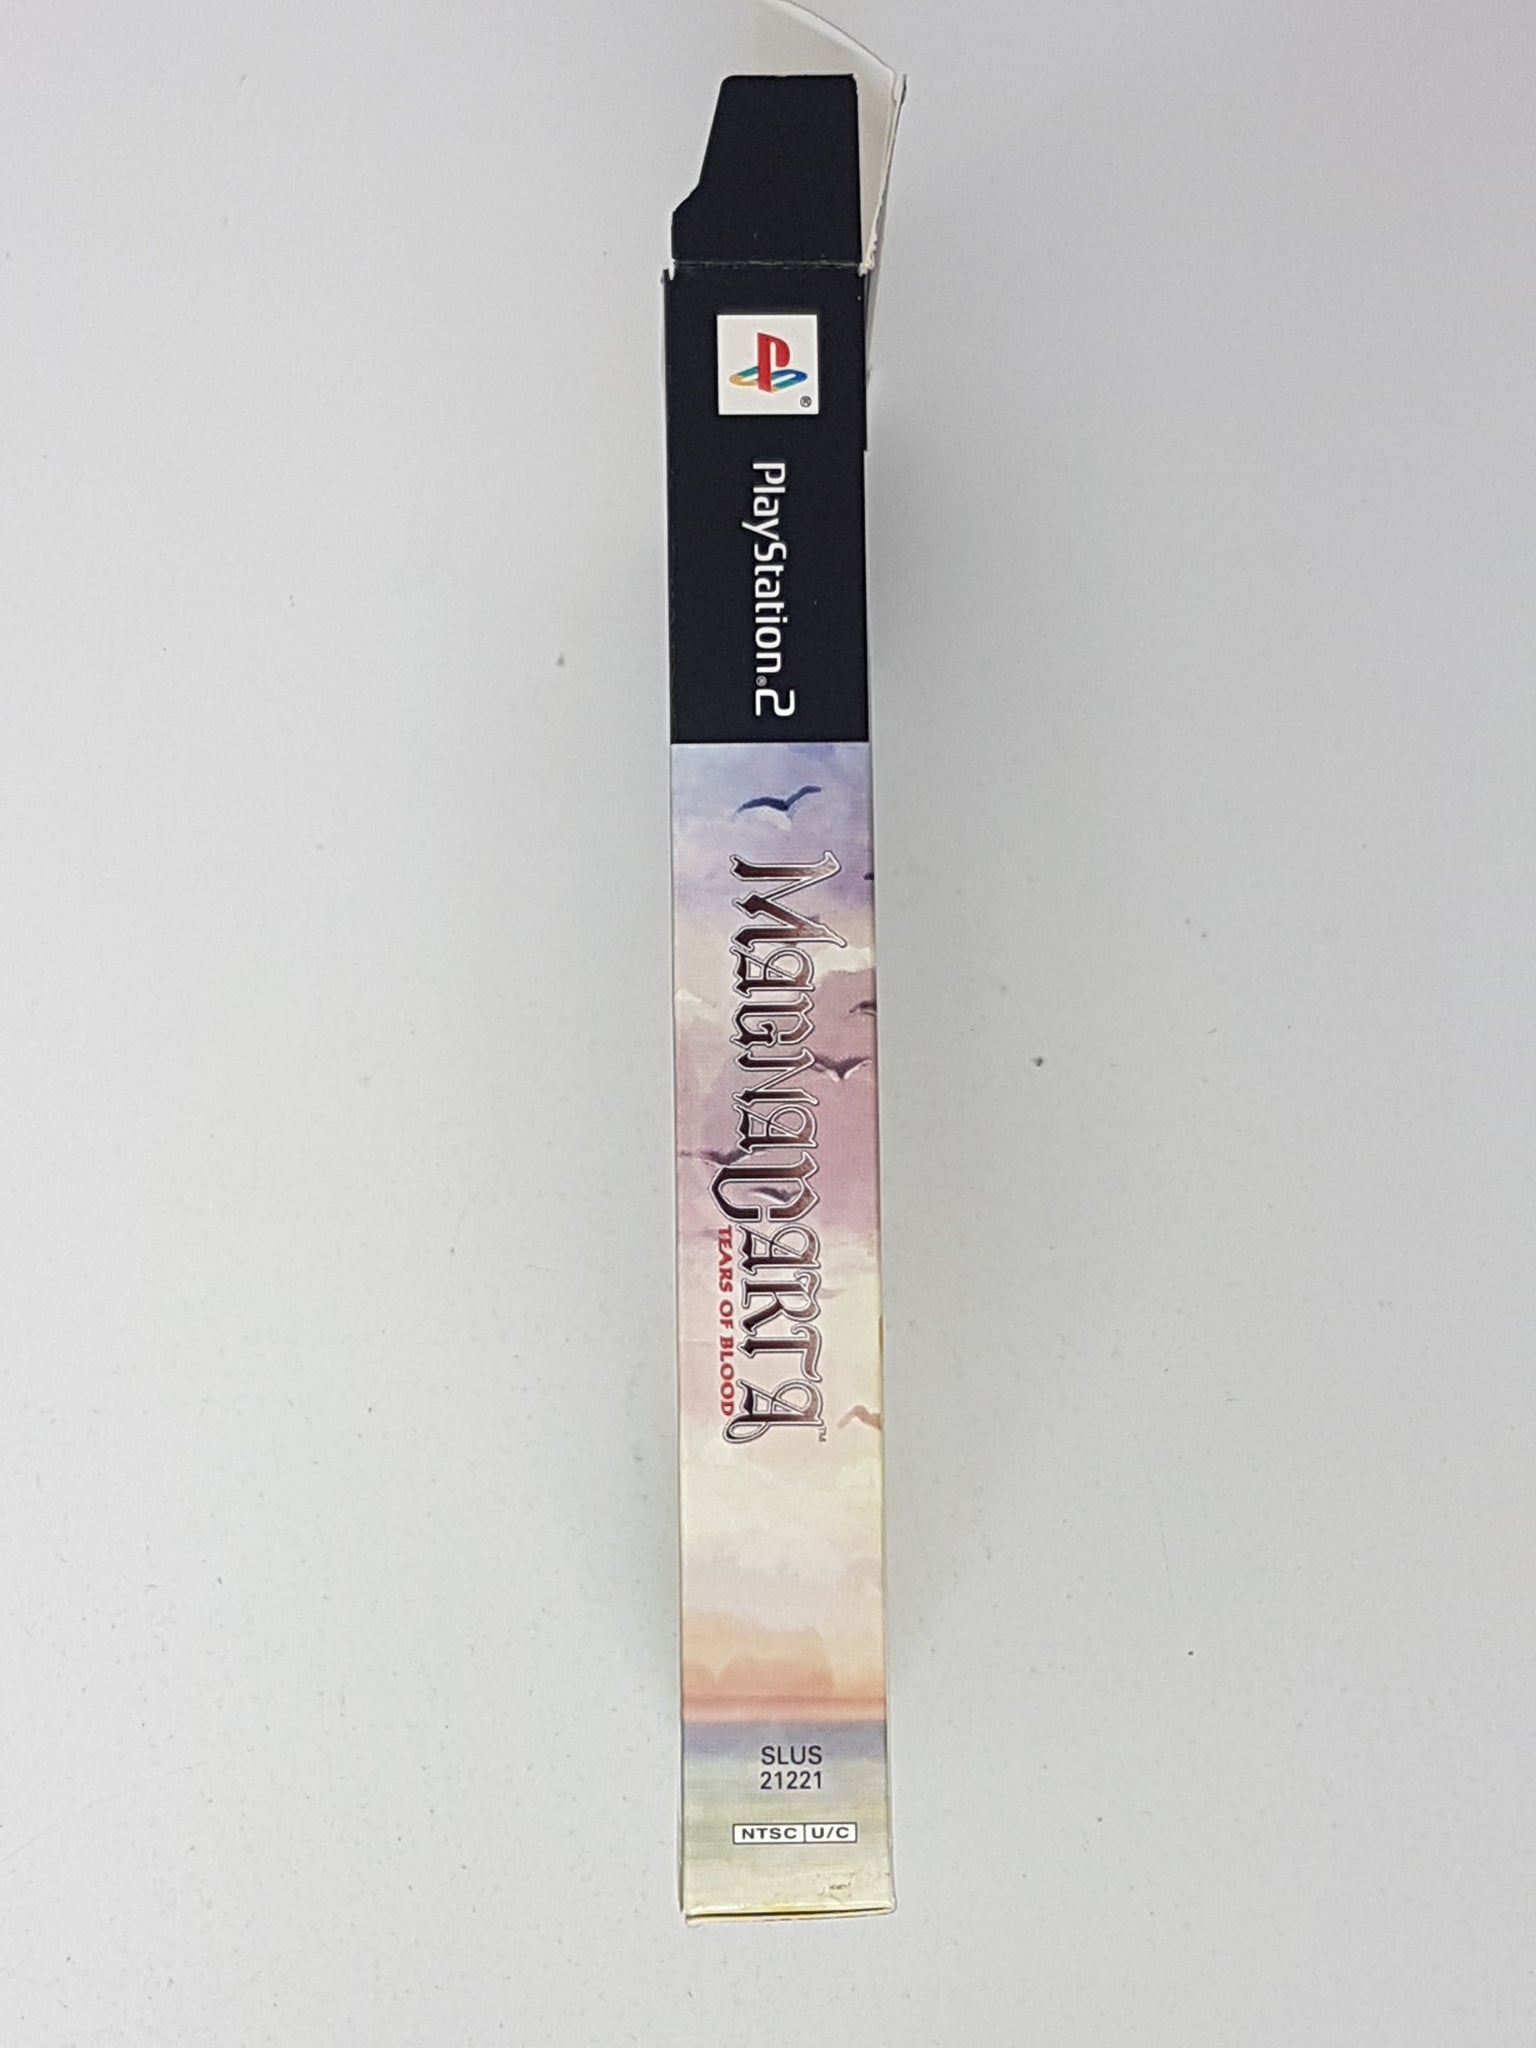 PlayStation®2
MAGNACARTA™
TEARS OF BLOOD
SLUS
21221
NTSC U/C